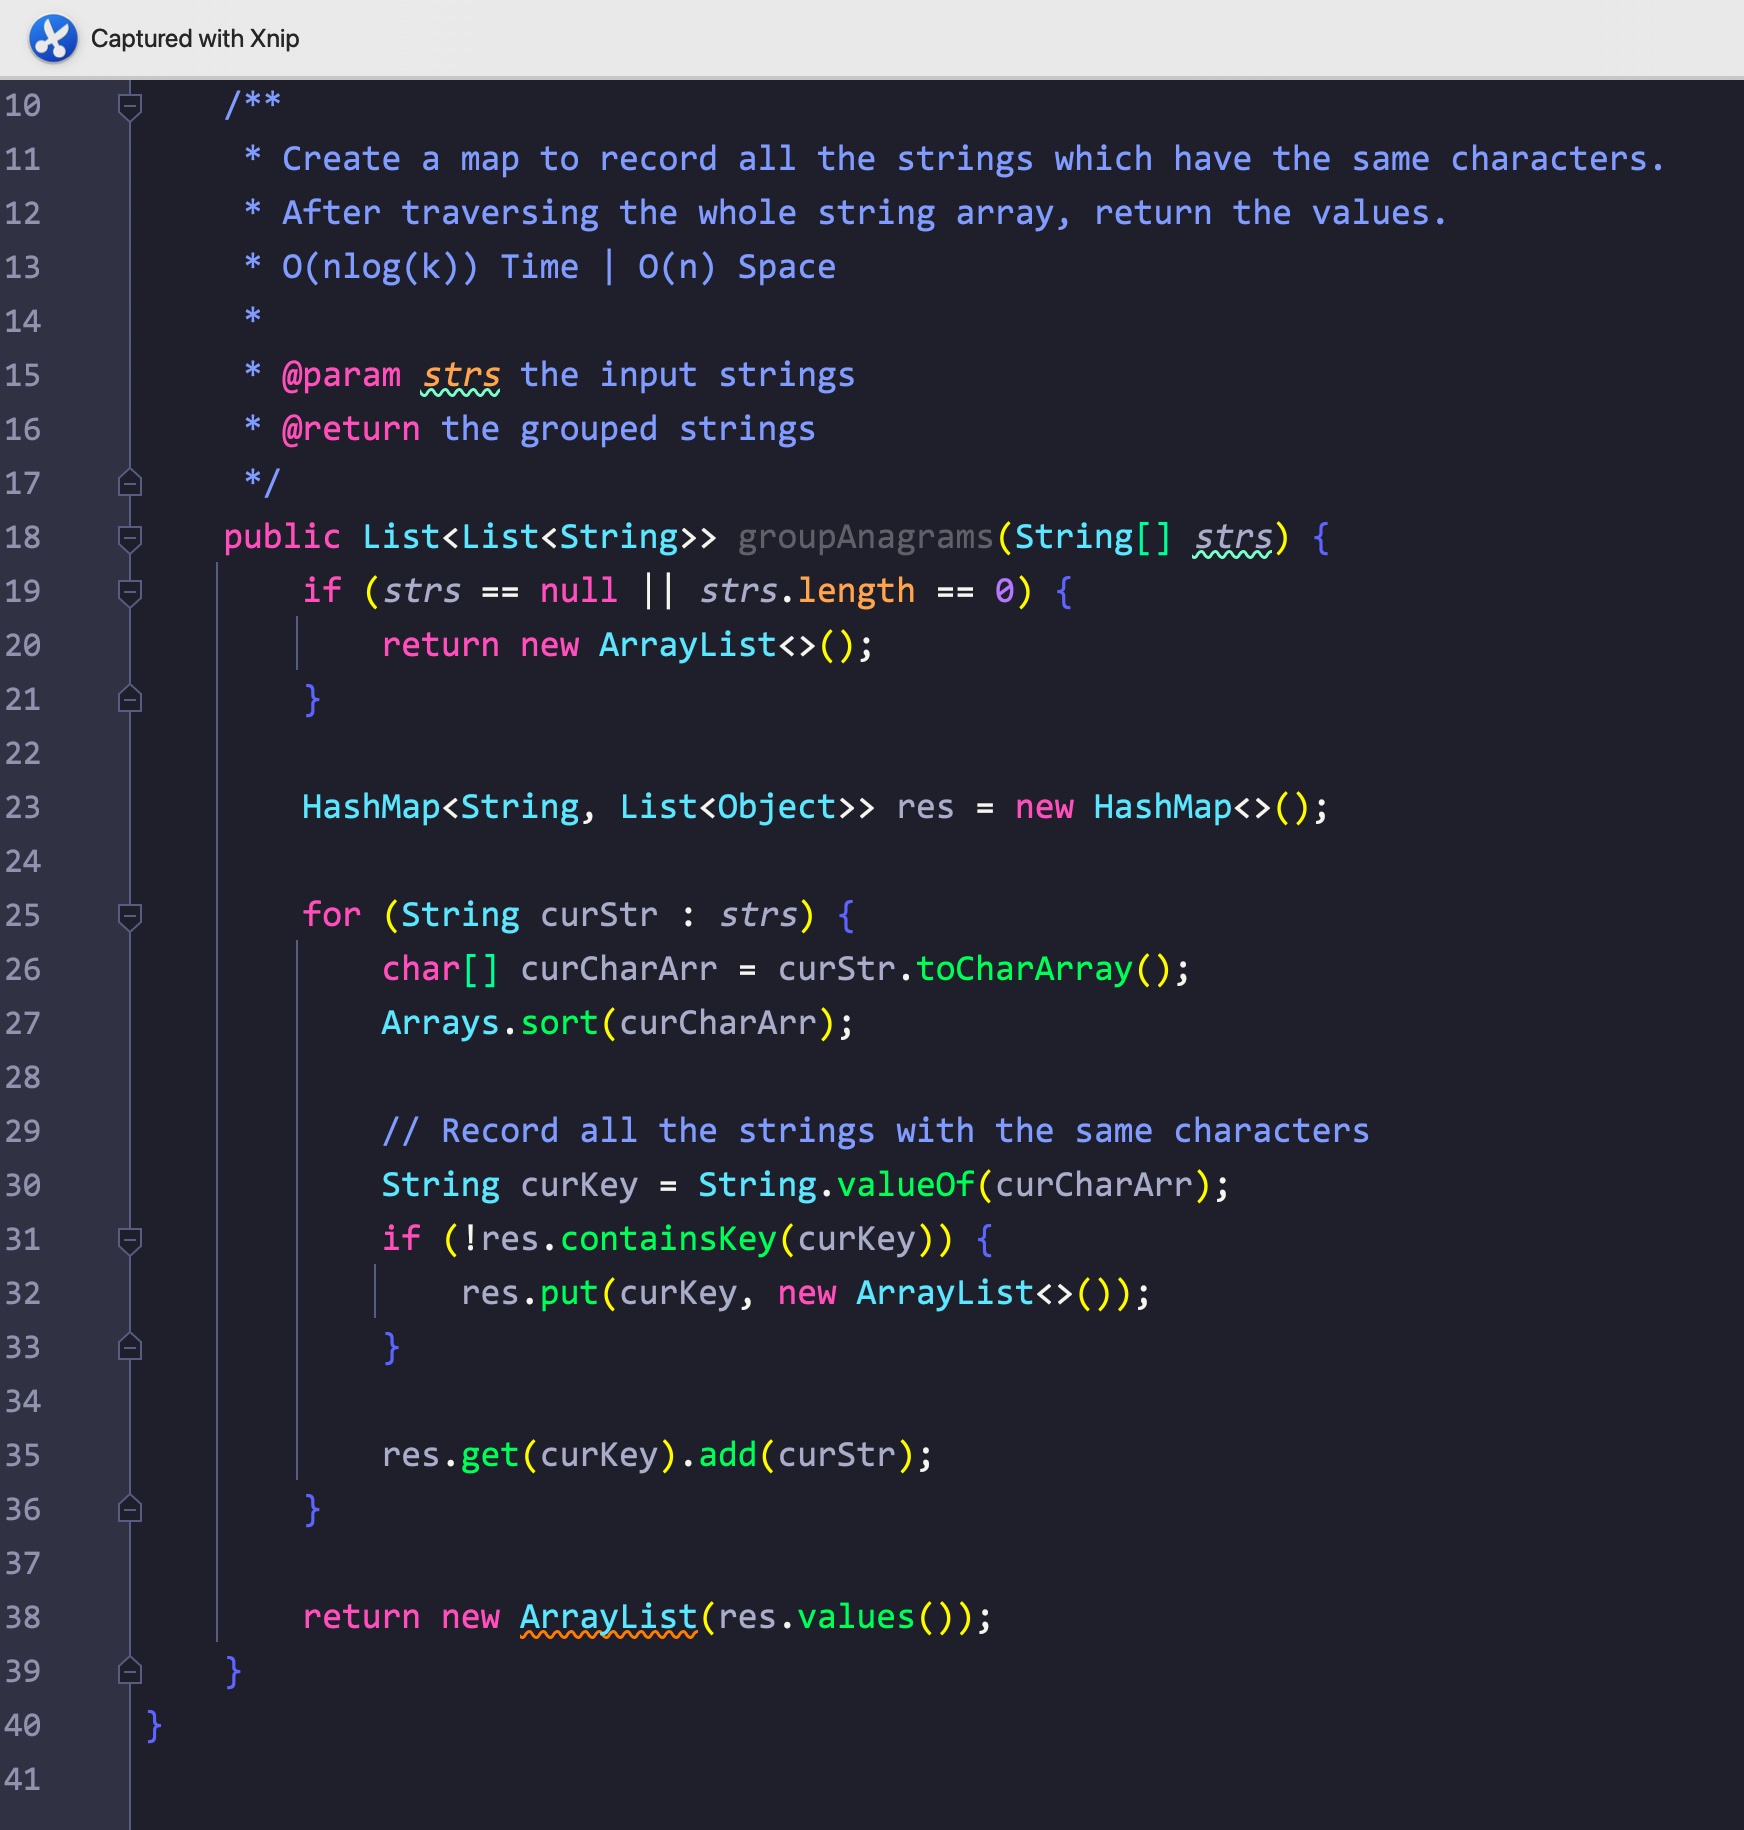 Captured with Xnip
10 /**
11 * Create a map to record all the strings which have the same characters.
12 * After traversing the whole string array, return the values.
13 * O(nlog(k)) Time | O(n) Space
14 *
15 * @param strs the input strings
16 * @return the grouped strings
17 */
18 public List<List<String>> groupAnagrams(String[] strs) {
19 if (strs == null || strs.length == 0) {
20 return new ArrayList<>();
21 }
22
23 HashMap<String, List<Object>> res = new HashMap<>();
24
25 for (String curStr : strs) {
26 char[] curCharArr = curStr.toCharArray();
27 Arrays.sort(curCharArr);
28
29 // Record all the strings with the same characters
30 String curKey = String.valueOf(curCharArr);
31 if (!res.containsKey(curKey)) {
32 res.put(curKey, new ArrayList<>());
33 }
34
35 res.get(curKey).add(curStr);
36 }
37
38 return new ArrayList(res.values());
39 }
40 }
41